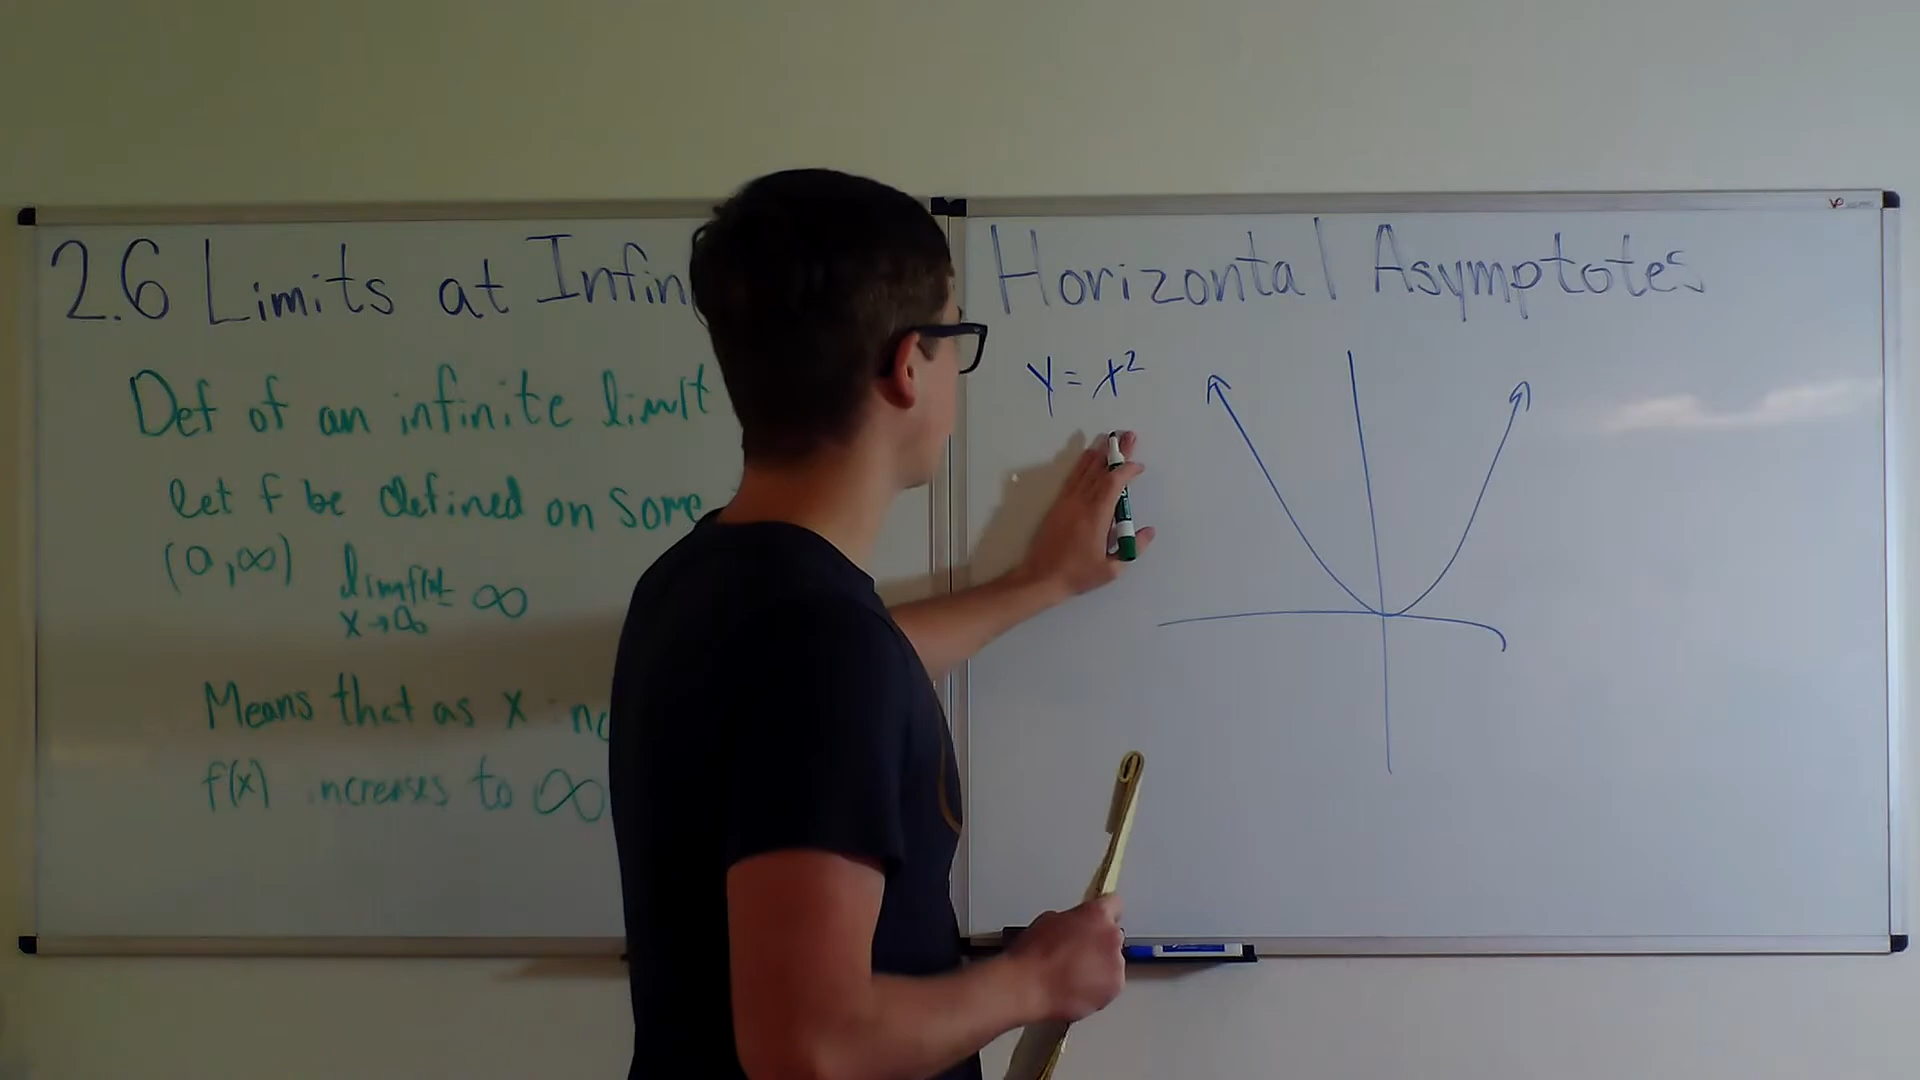 2.6 Limits at Infin
Horizontal Asymptotes
Def of an infinite limit
let f be defined on some
(0,∞) lim f(x) = ∞
x→∞
Means that as x inc
f(x) increases to ∞
y = x²